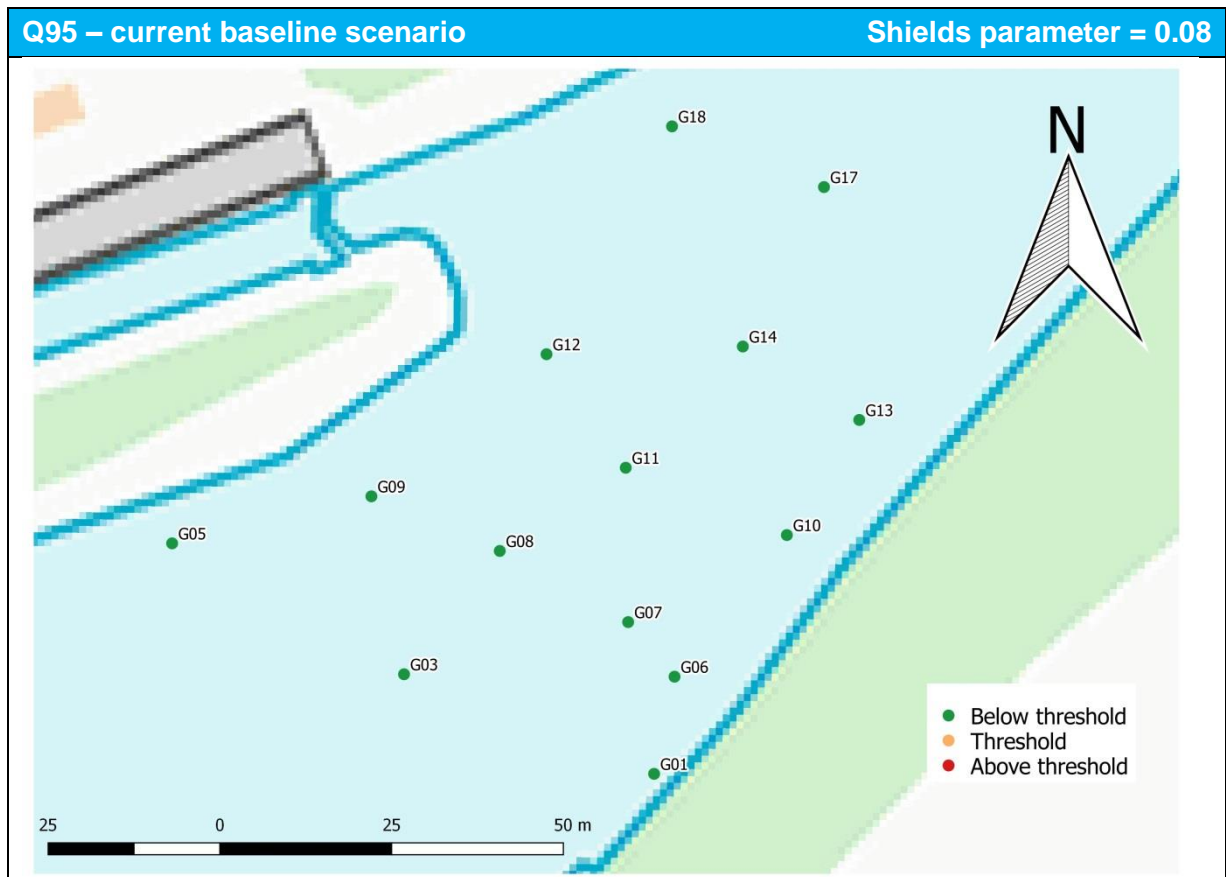 Q95 – current baseline scenario Shields parameter = 0.08
G18
N
G17
G12
G14
G13
G11
G09
G10
G05
G08
G07
G03
G06
Below threshold
Threshold
Above threshold
G01
25 0 25 50 m